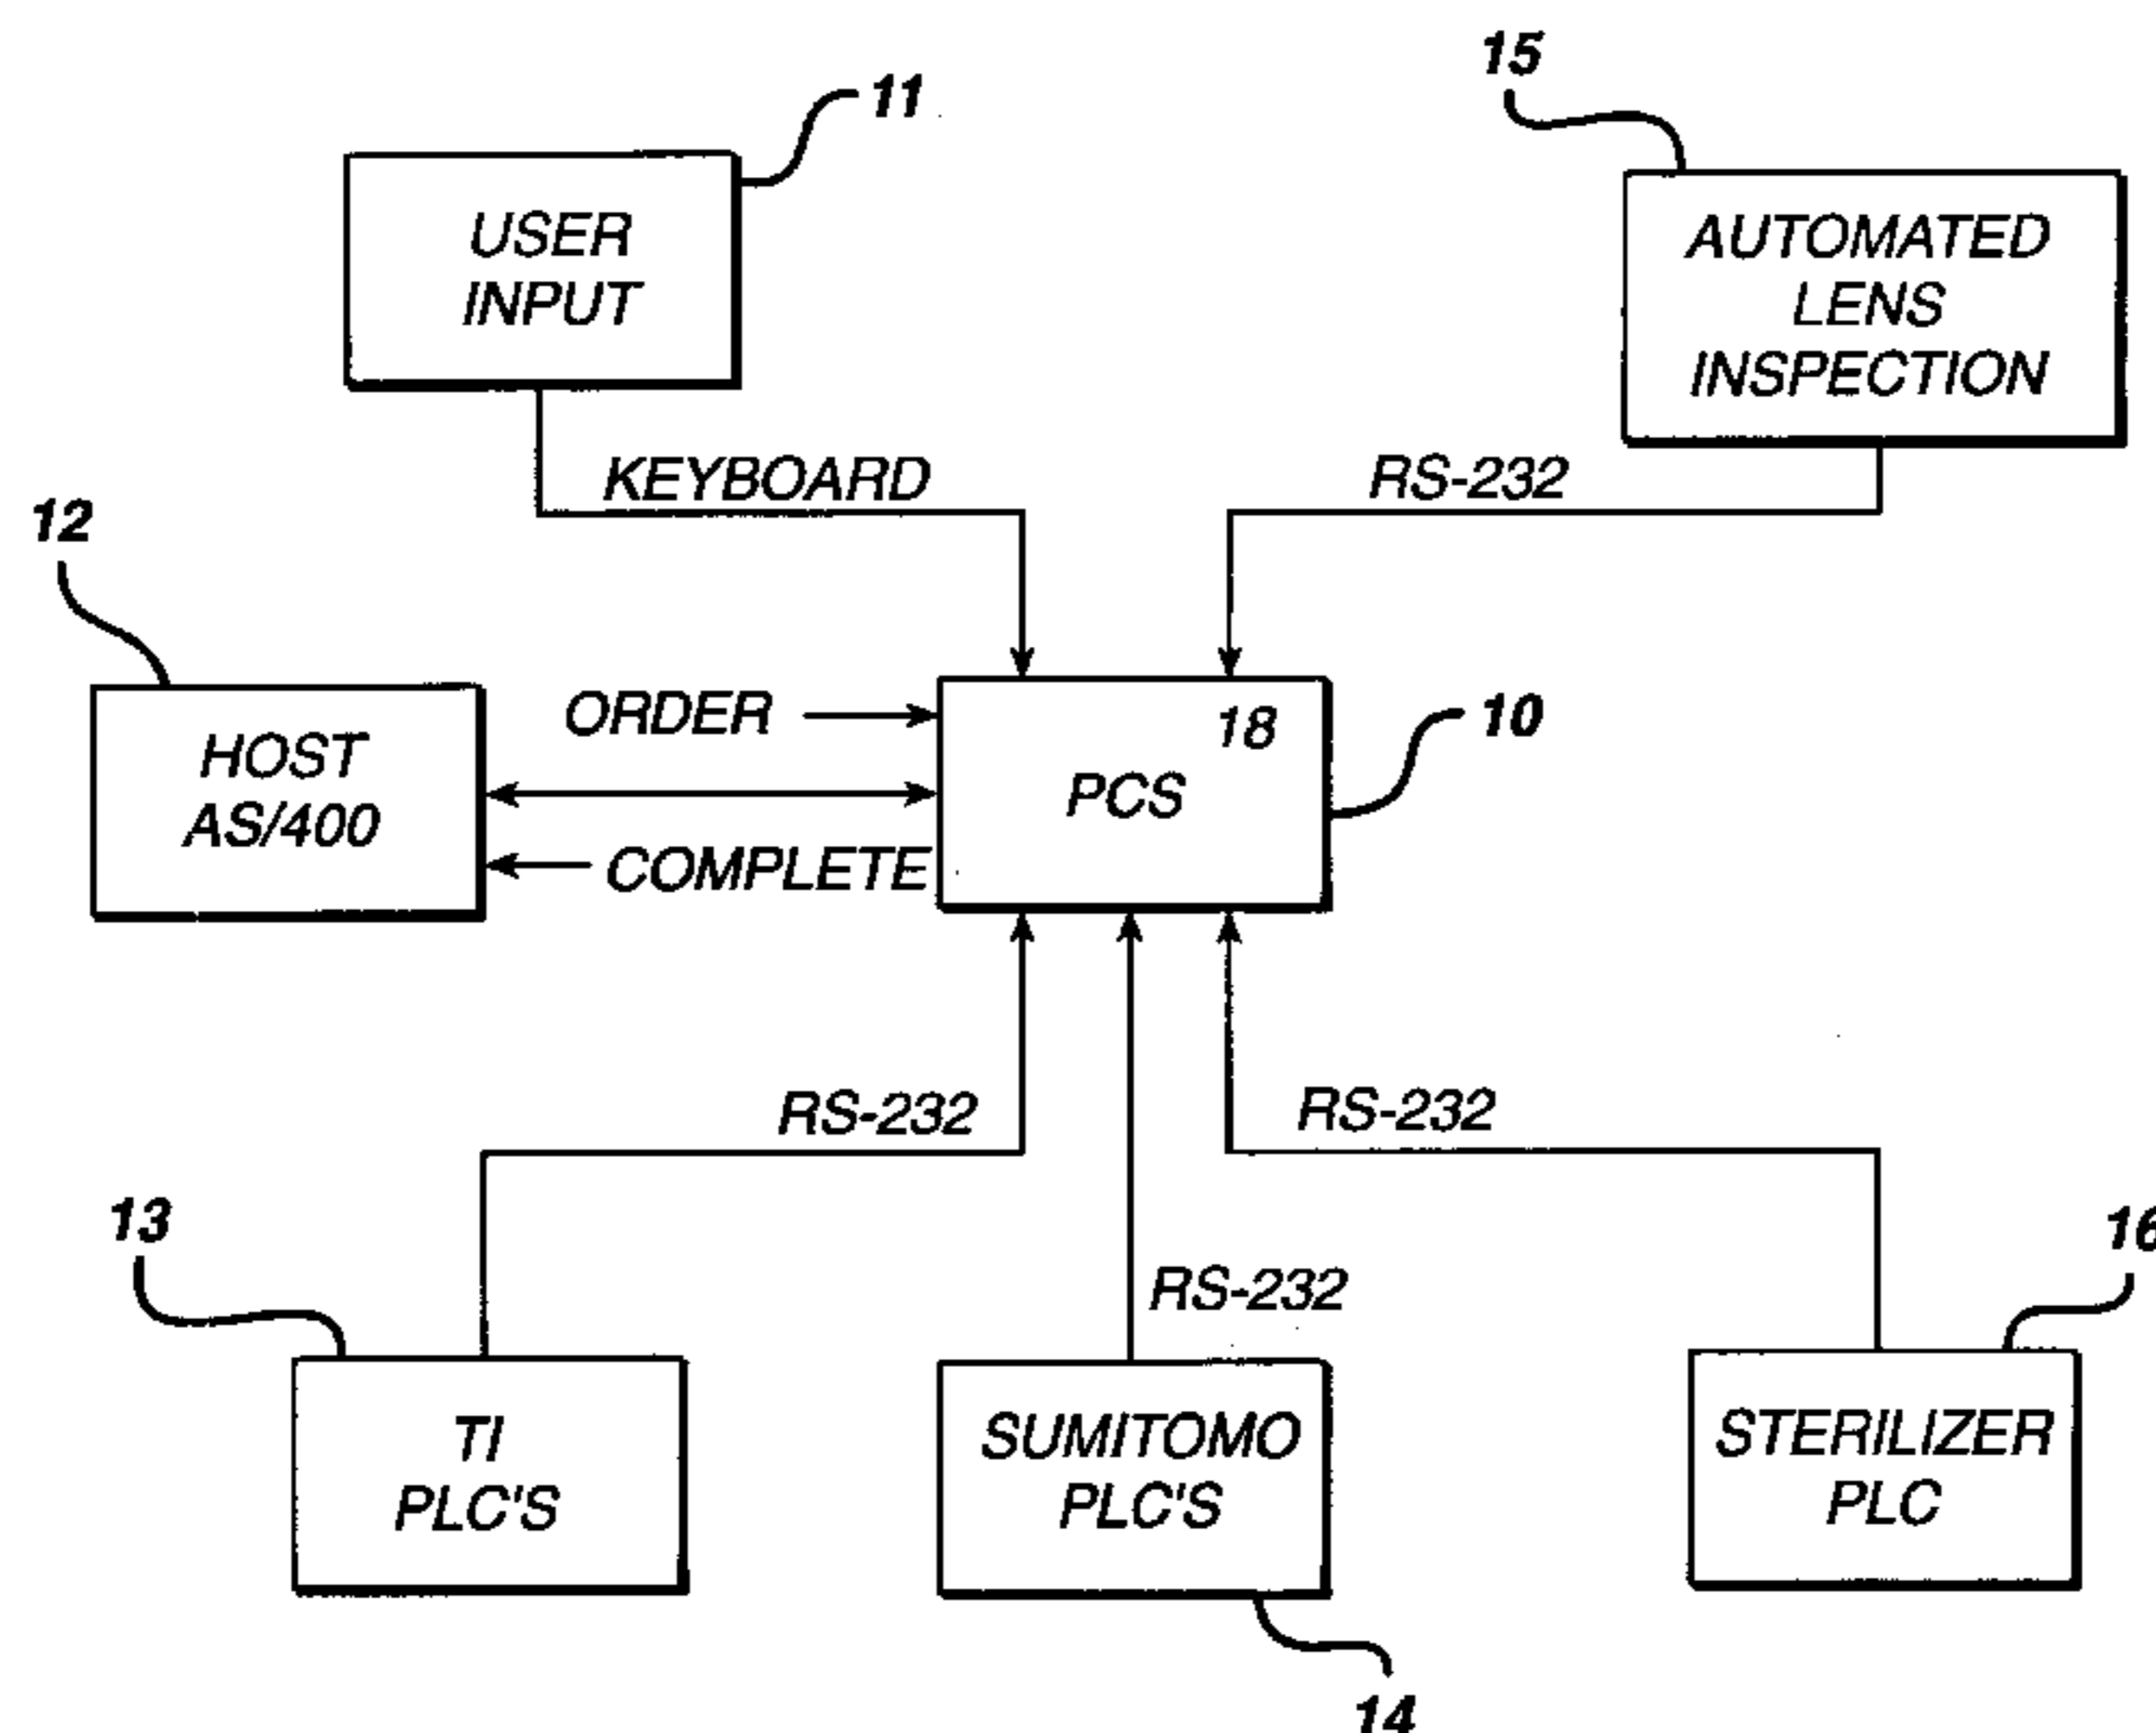 11
15
USER
INPUT
AUTOMATED
LENS
INSPECTION
KEYBOARD
RS-232
12
ORDER
18
10
HOST
AS/400
PCS
COMPLETE
RS-232
RS-232
13
16
RS-232
TI
PLC'S
SUMITOMO
PLC'S
STERILIZER
PLC
14